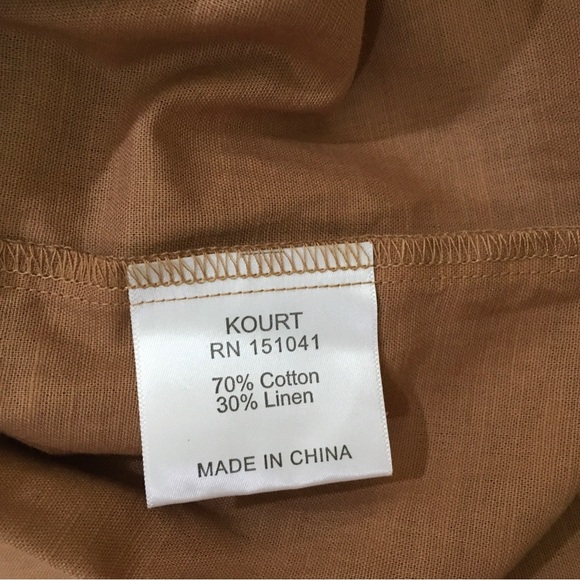 KOURT
RN 151041
70% Cotton
30% Linen
MADE IN CHINA